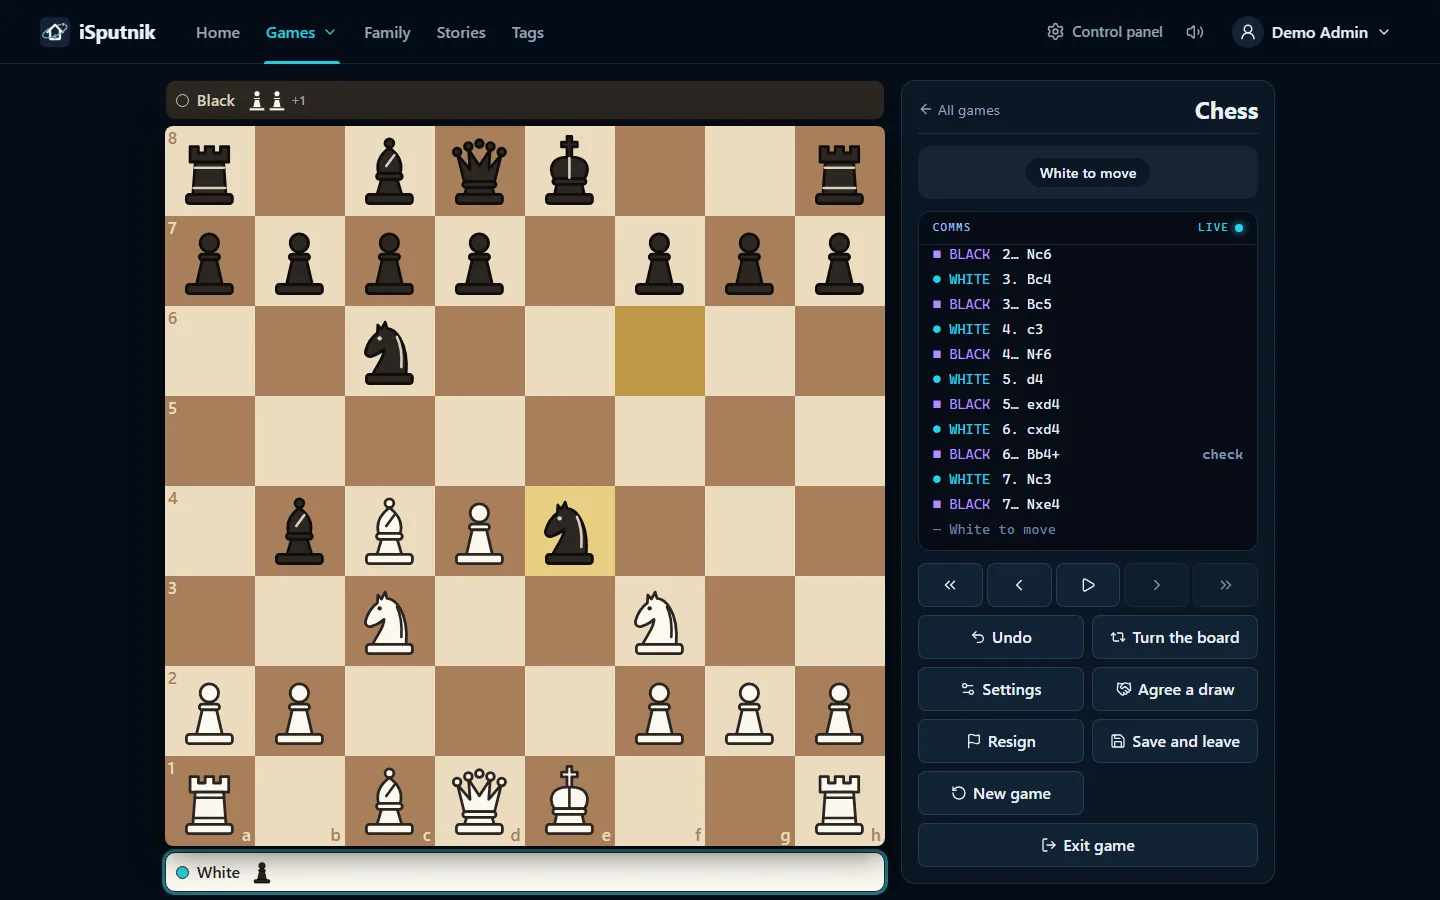 iSputnik
Home
Games
Family
Stories
Tags
Control panel
Demo Admin
Black
+1
8
7
6
5
4
3
2
1
a
b
c
d
e
f
g
h
White
All games
Chess
White to move
COMMS
LIVE
BLACK 2… Nc6
WHITE 3. Bc4
BLACK 3… Bc5
WHITE 4. c3
BLACK 4… Nf6
WHITE 5. d4
BLACK 5… exd4
WHITE 6. cxd4
BLACK 6… Bb4+ check
WHITE 7. Nc3
BLACK 7… Nxe4
— White to move
Undo
Turn the board
Settings
Agree a draw
Resign
Save and leave
New game
Exit game